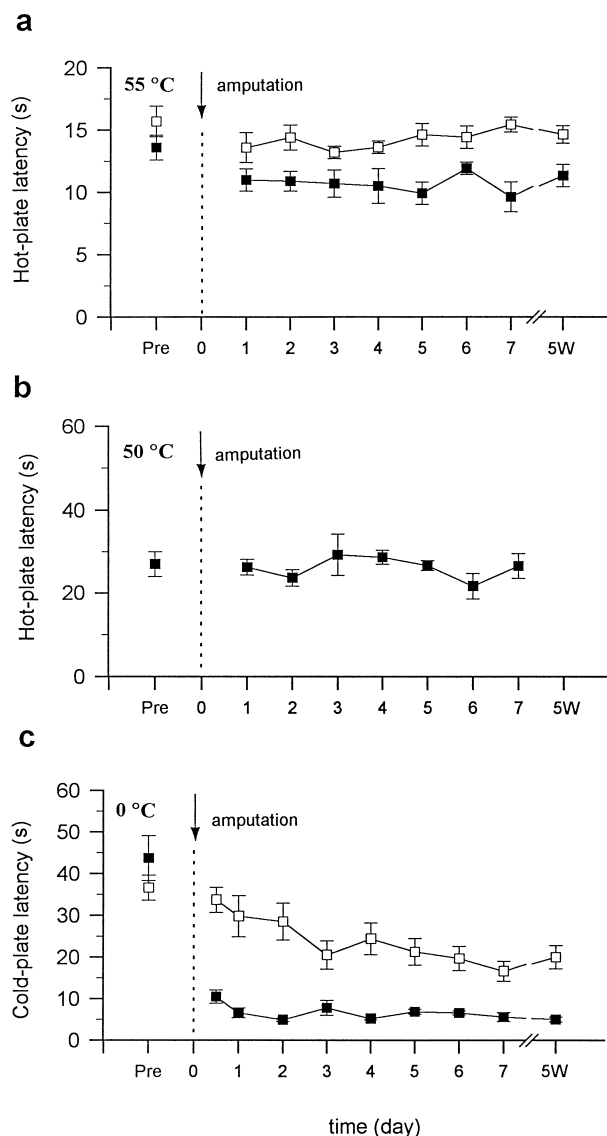 a
Hot-plate latency (s)
20
15
10
5
0
55 °C
amputation
Pre 0 1 2 3 4 5 6 7 5W
b
Hot-plate latency (s)
60
40
20
0
50 °C
amputation
Pre 0 1 2 3 4 5 6 7 5W
c
Cold-plate latency (s)
60
50
40
30
20
10
0
0 °C
amputation
Pre 0 1 2 3 4 5 6 7 5W
time (day)